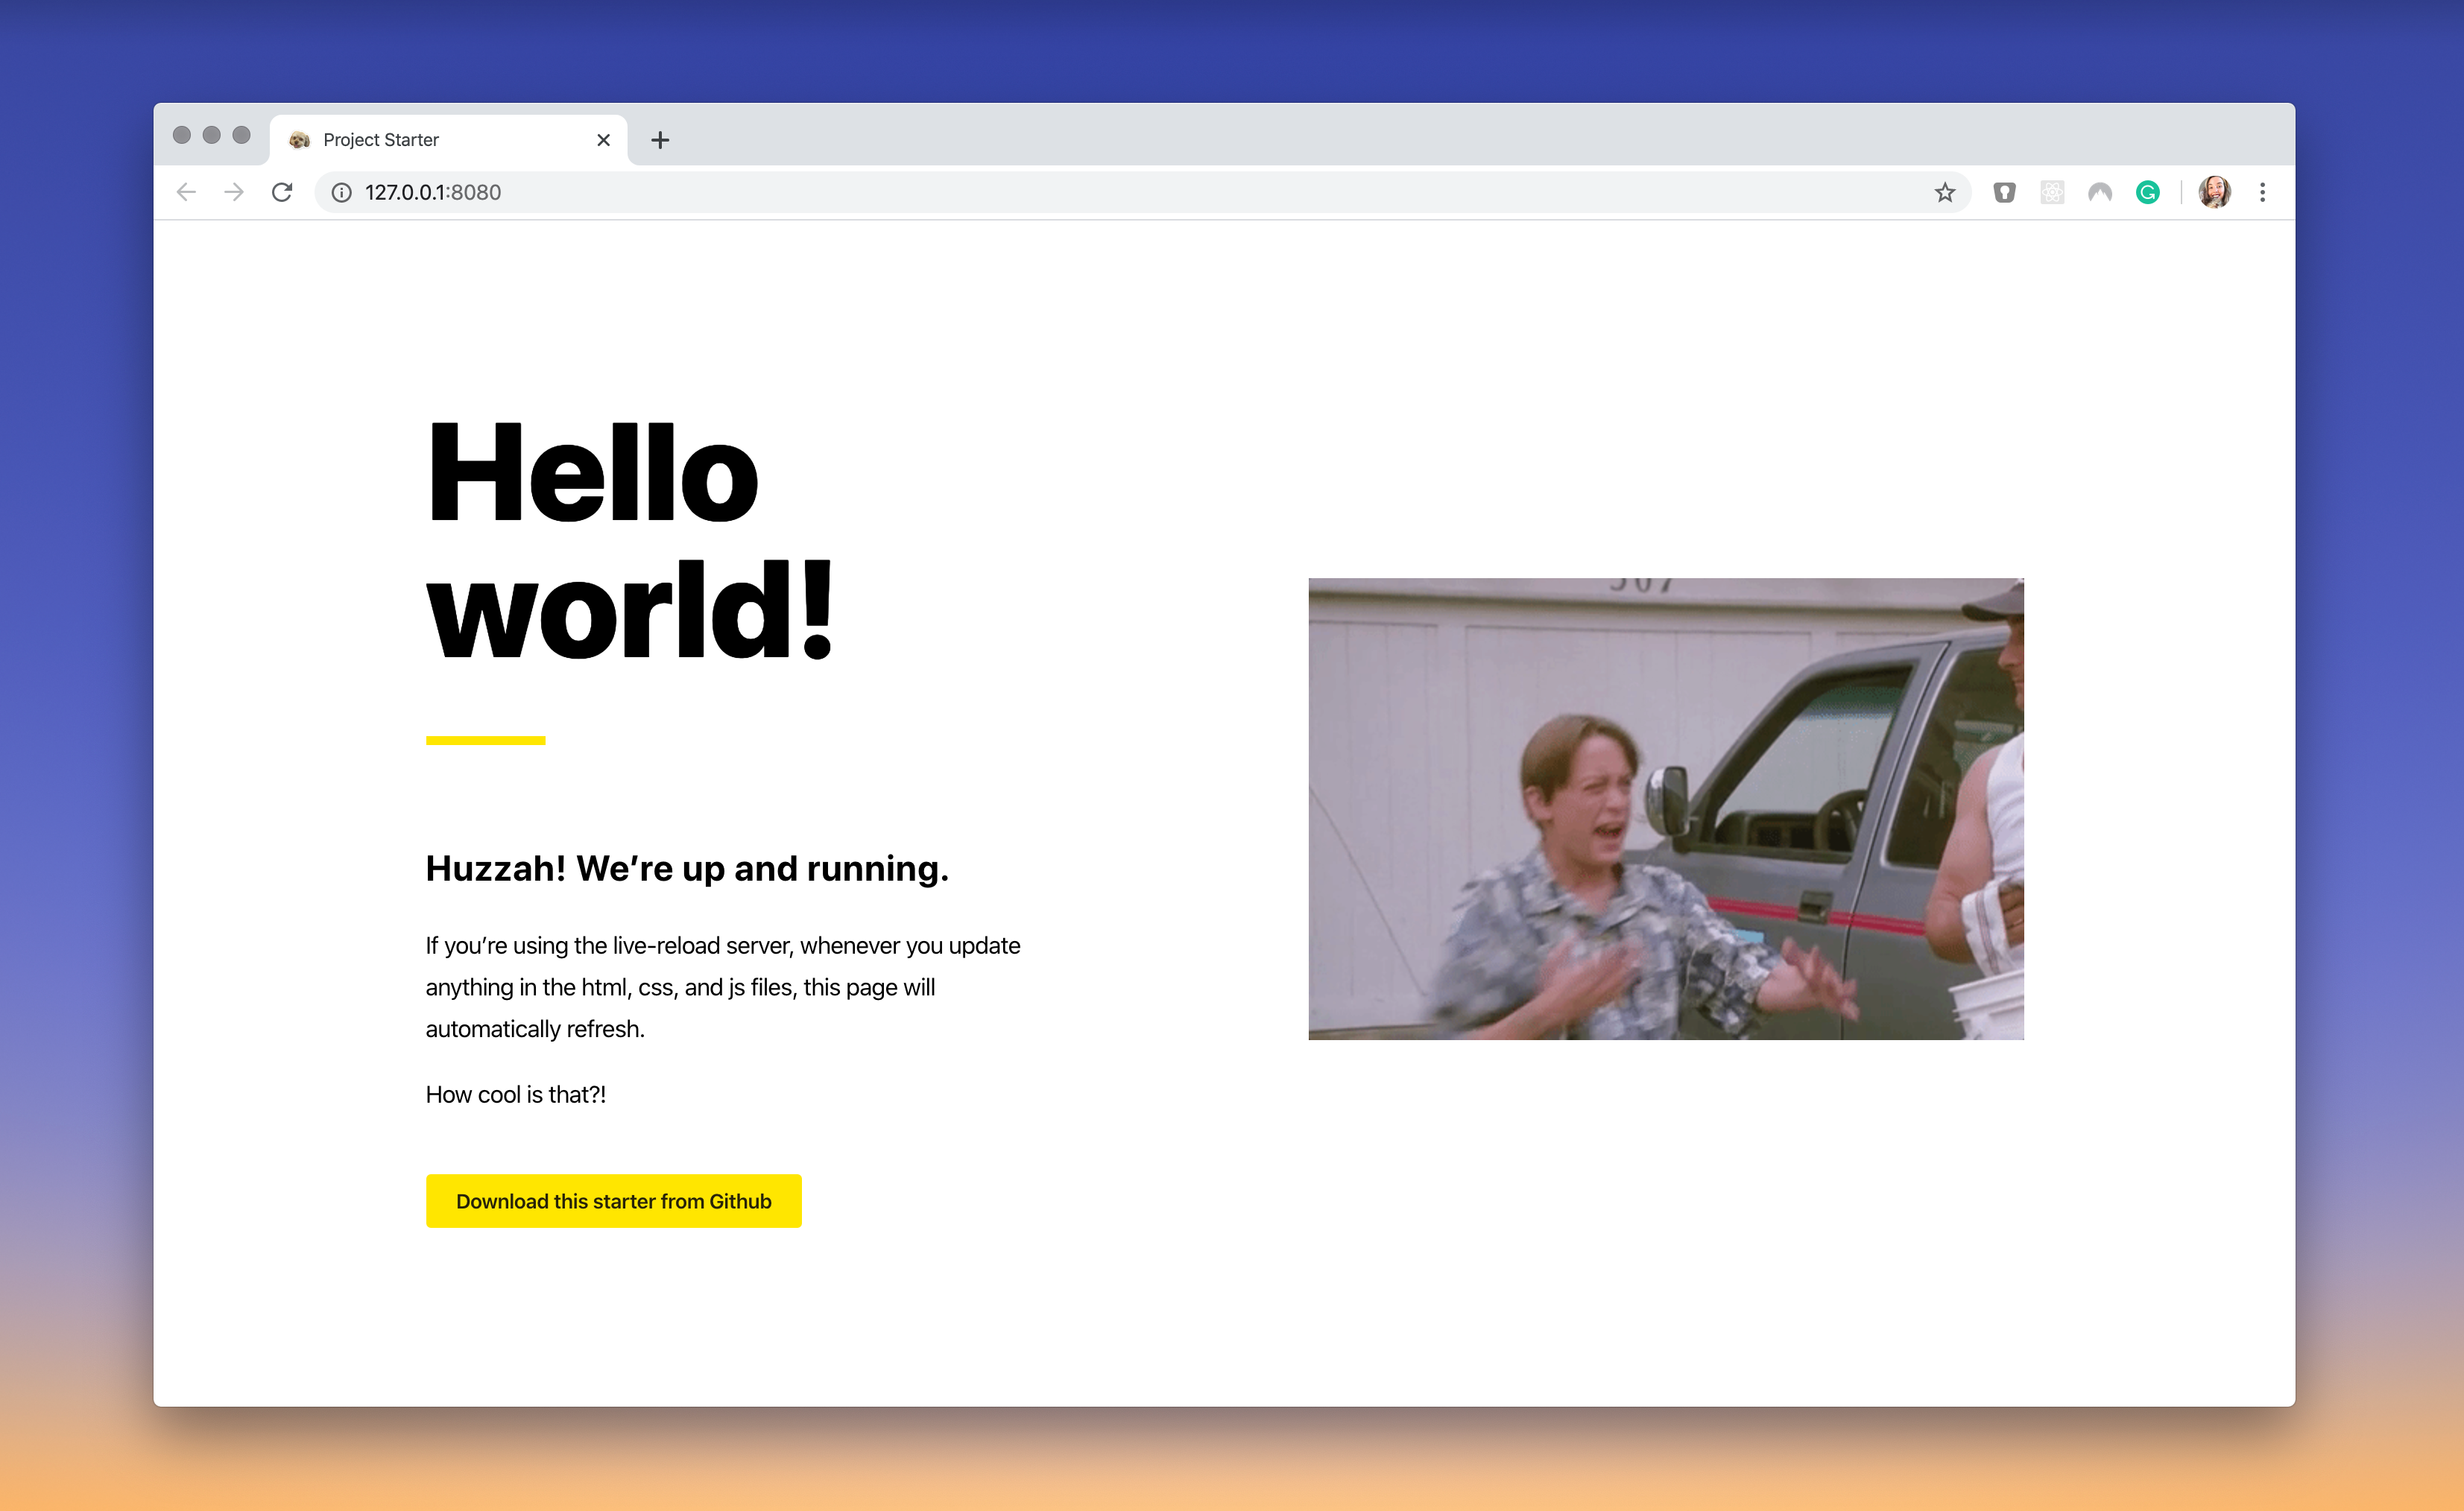 Project Starter
127.0.0.1:8080
Hello
world!
Huzzah! We’re up and running.
If you’re using the live-reload server, whenever you update
anything in the html, css, and js files, this page will
automatically refresh.
How cool is that?!
Download this starter from Github
307